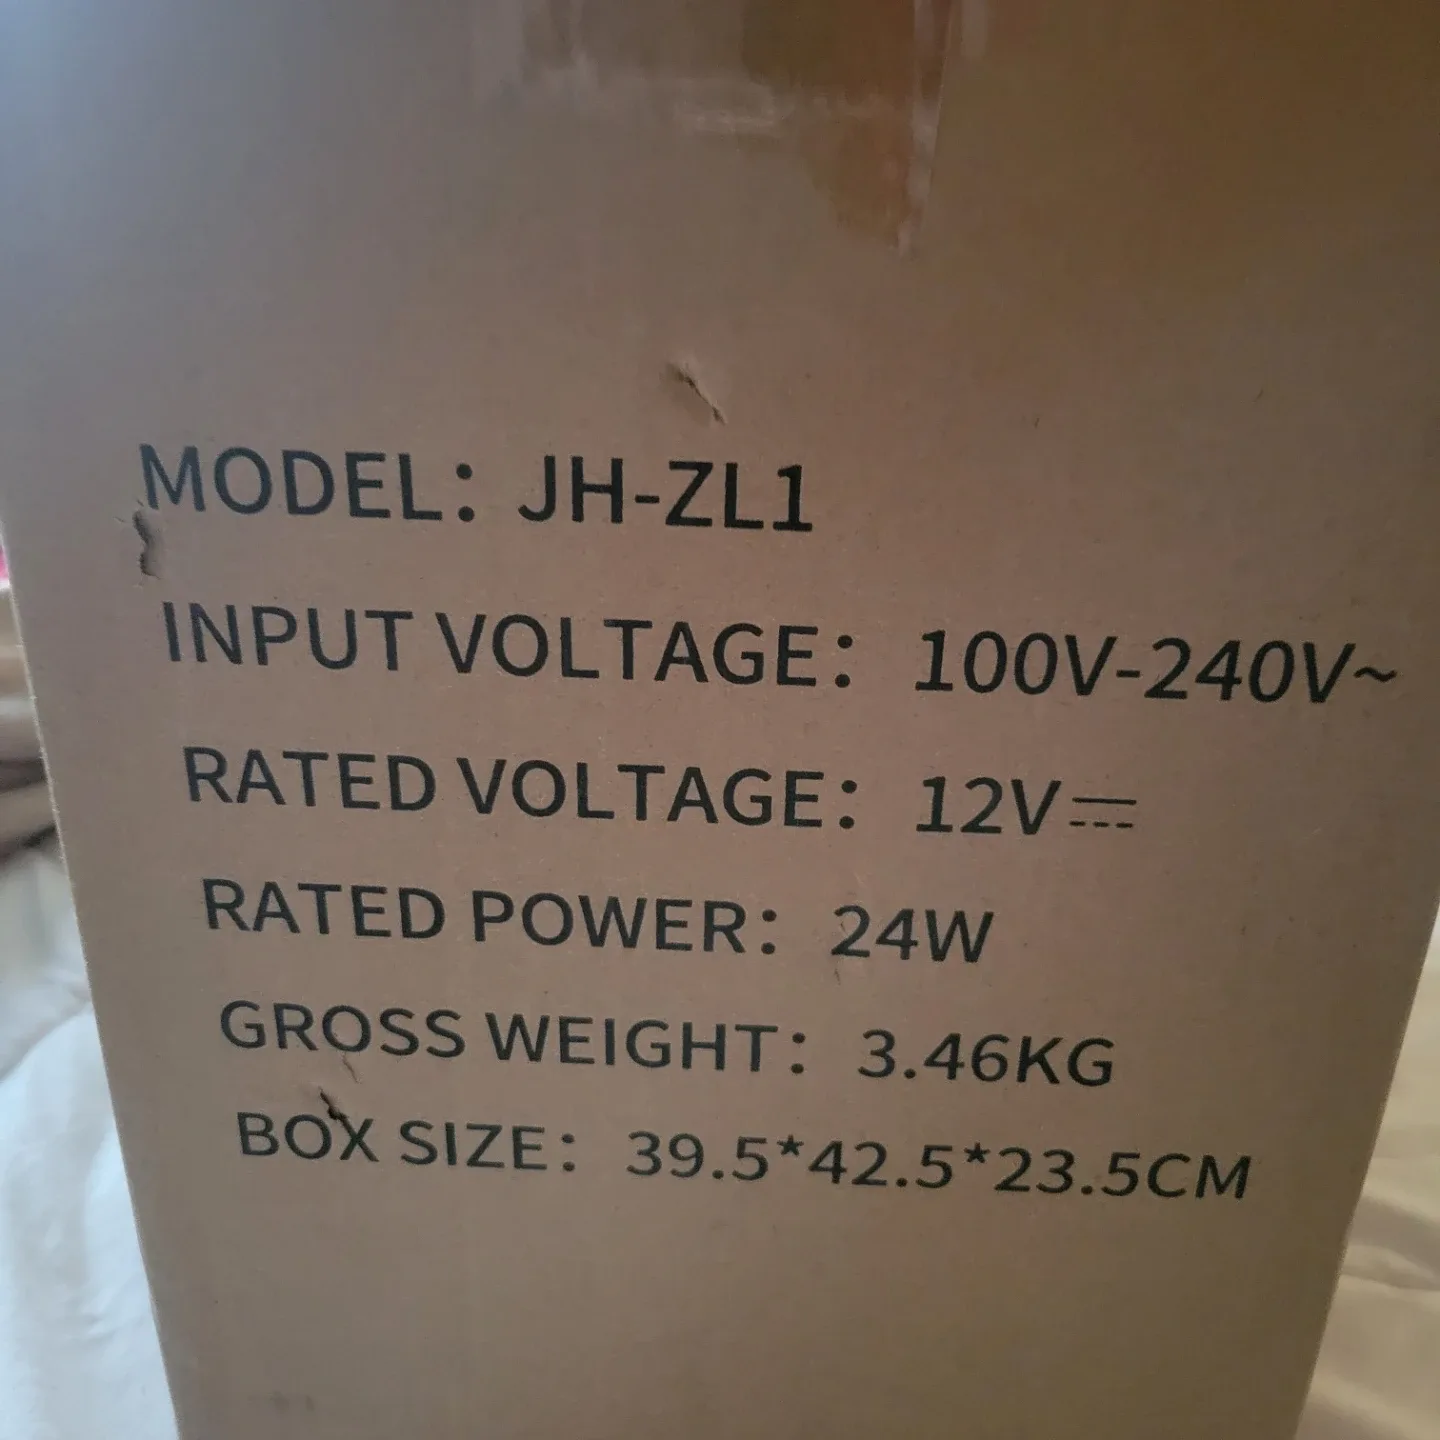 MODEL: JH-ZL1
INPUT VOLTAGE: 100V-240V~
RATED VOLTAGE: 12V⎓
RATED POWER: 24W
GROSS WEIGHT: 3.46KG
BOX SIZE: 39.5*42.5*23.5CM